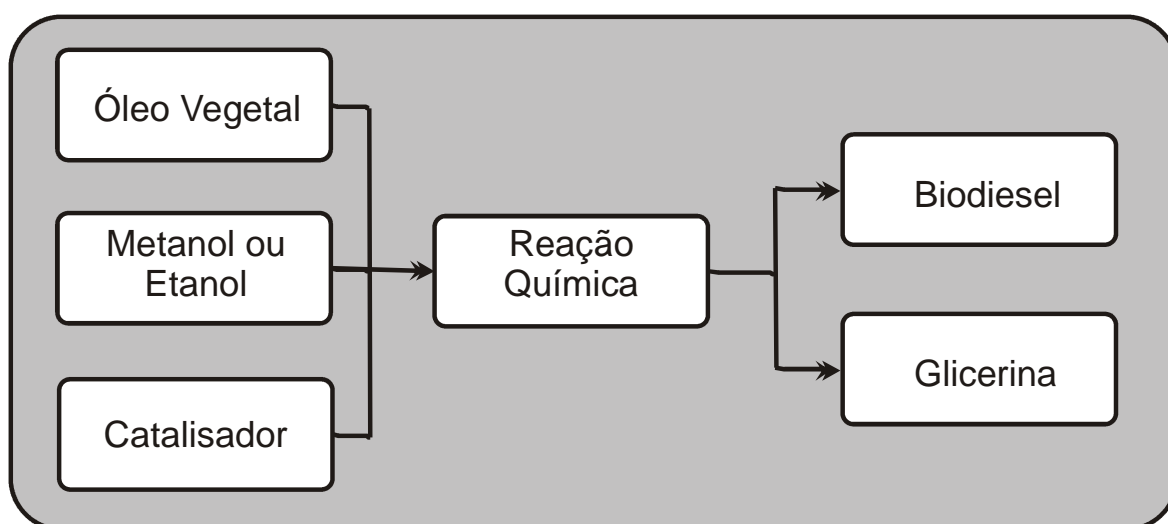 Óleo Vegetal
Metanol ou
Etanol
Catalisador
Reação
Química
Biodiesel
Glicerina